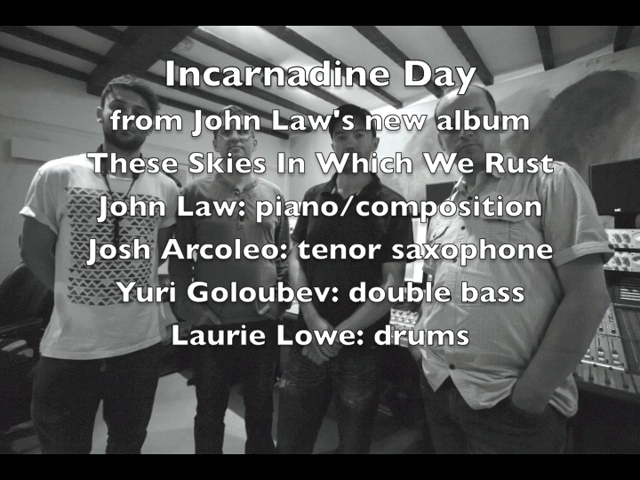 Incarnadine Day
from John Law's new album
These Skies In Which We Rust
John Law: piano/composition
Josh Arcoleo: tenor saxophone
Yuri Goloubev: double bass
Laurie Lowe: drums